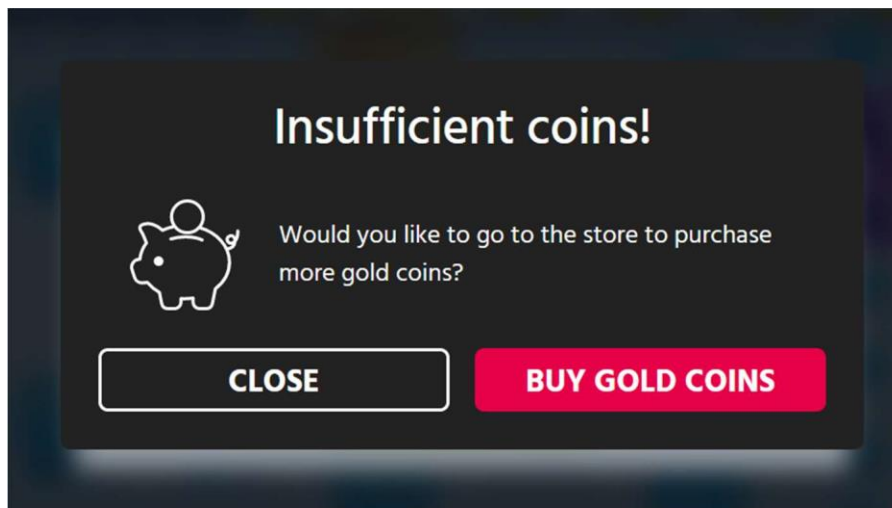 Insufficient coins!
Would you like to go to the store to purchase
more gold coins?
CLOSE
BUY GOLD COINS